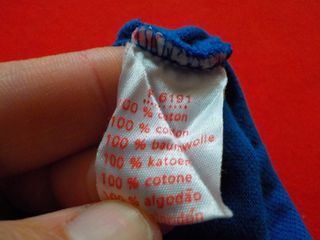 F 6191
100 % coton
100 % cotton
100 % baumwolle
100 % katoen
100 % cotone
100 % algodão